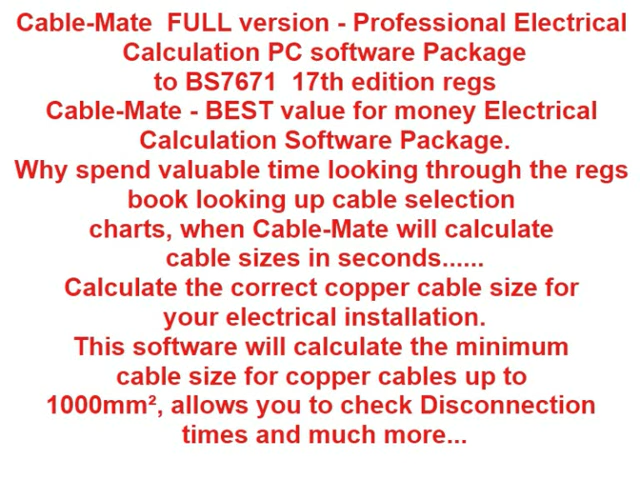 Cable-Mate  FULL version - Professional Electrical
Calculation PC software Package
to BS7671  17th edition regs
Cable-Mate - BEST value for money Electrical
Calculation Software Package.
Why spend valuable time looking through the regs
book looking up cable selection
charts, when Cable-Mate will calculate
cable sizes in seconds......
Calculate the correct copper cable size for
your electrical installation.
This software will calculate the minimum
cable size for copper cables up to
1000mm², allows you to check Disconnection
times and much more...